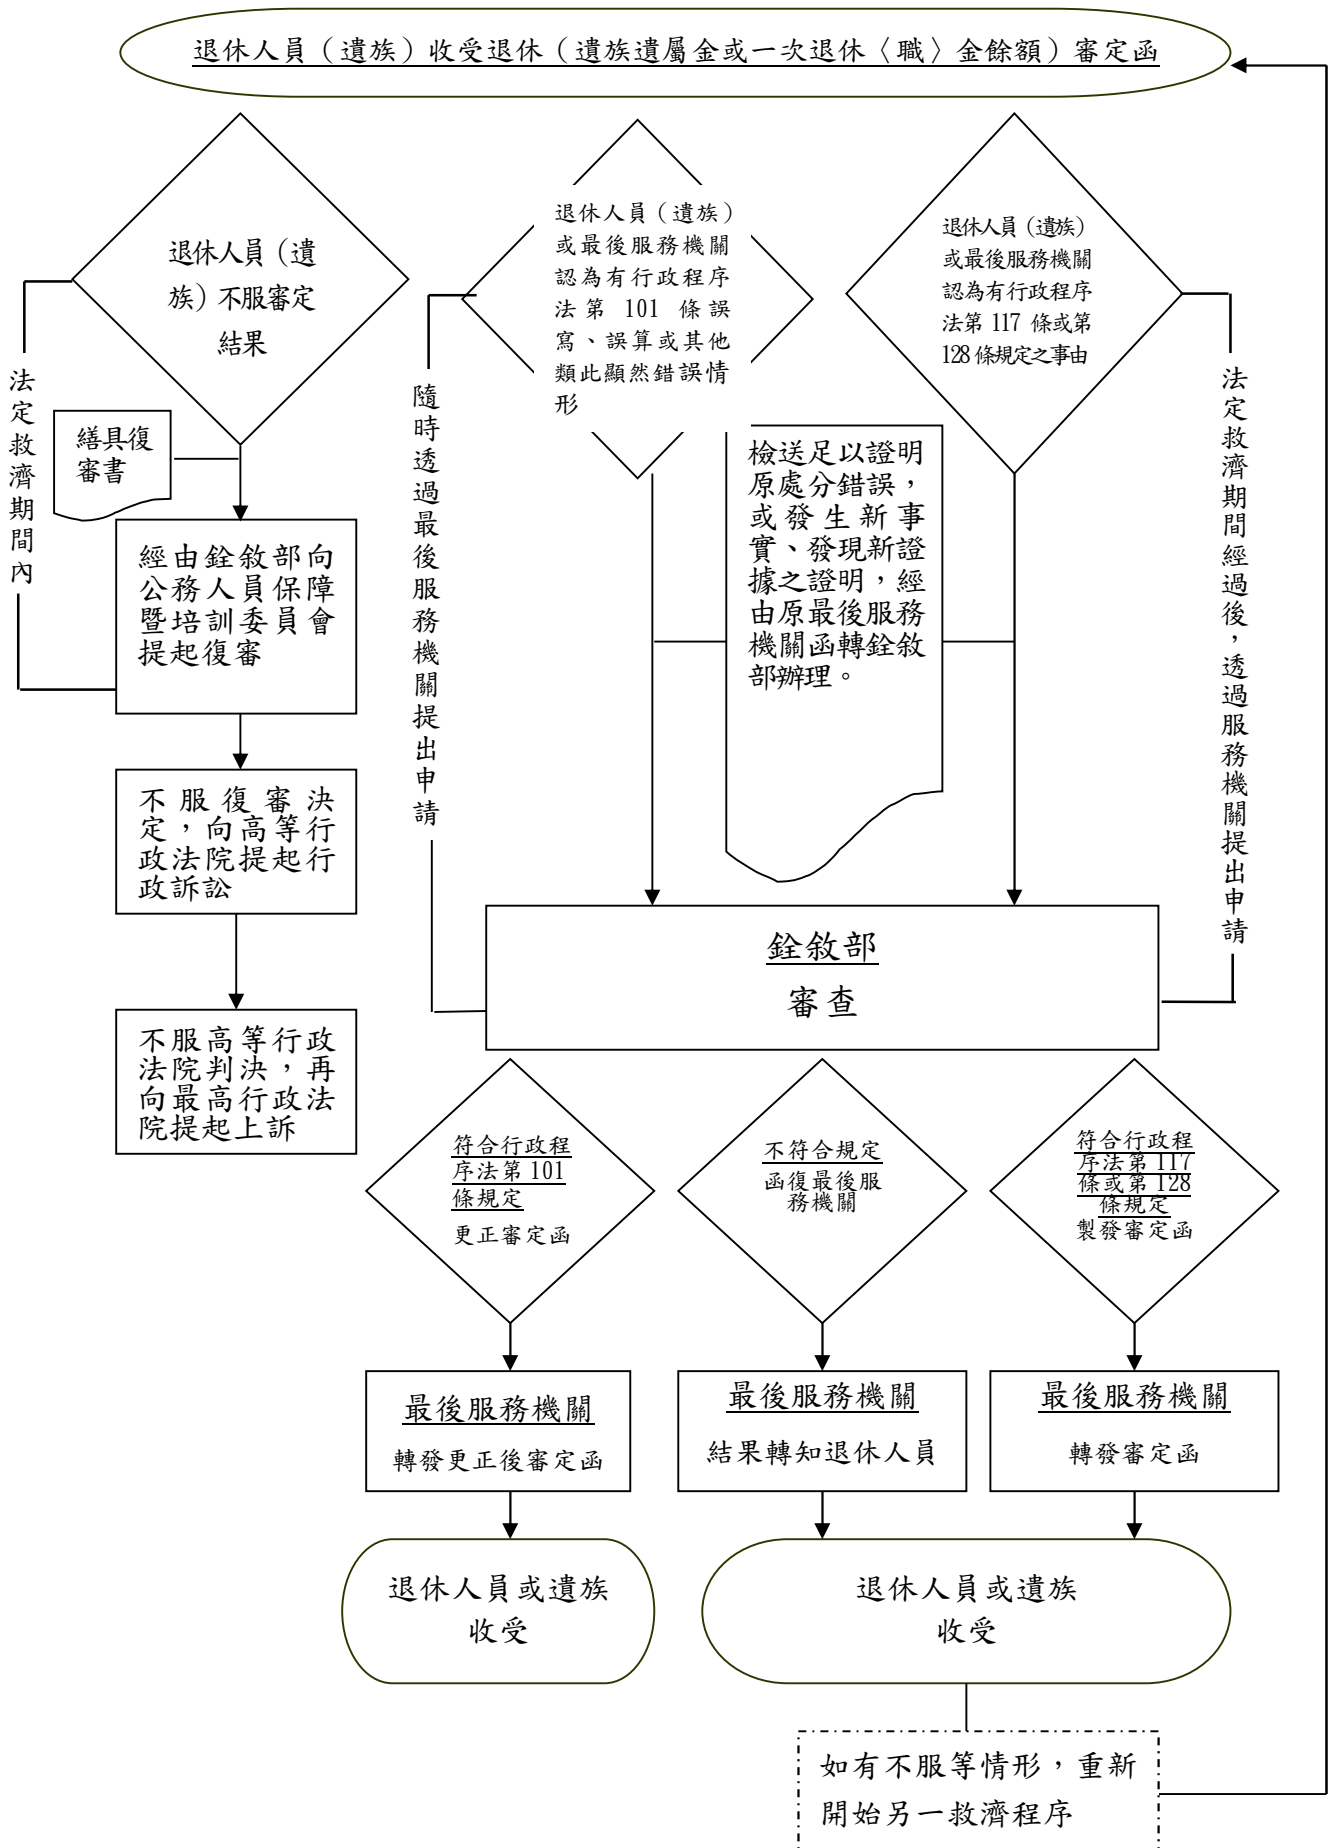 退休人員（遺族）收受退休（遺族遺屬金或一次退休〈職〉金餘額）審定函
退休人員（遺
族）不服審定
結果
法定救濟期間內
繕具復
審書
經由銓敘部向
公務人員保障
暨培訓委員會
提起復審
不服復審決
定，向高等行
政法院提起行
政訴訟
不服高等行政
法院判決，再
向最高行政法
院提起上訴
退休人員（遺族）
或最後服務機關
認為有行政程序
法第 101 條誤
寫、誤算或其他
類此顯然錯誤情
形
隨時透過最後服務機關提出申請
檢送足以證明
原處分錯誤，
或發生新事
實、發現新證
據之證明，經
由原最後服務
機關函轉銓敘
部辦理。
退休人員（遺族）
或最後服務機關
認為有行政程序
法第 117 條或第
128 條規定之事由
法定救濟期間經過後，透過服務機關提出申請
銓敘部
審查
符合行政程
序法第 101
條規定
更正審定函
不符合規定
函復最後服
務機關
符合行政程
序法第 117
條或第 128
條規定
製發審定函
最後服務機關
轉發更正後審定函
最後服務機關
結果轉知退休人員
最後服務機關
轉發審定函
退休人員或遺族
收受
退休人員或遺族
收受
如有不服等情形，重新
開始另一救濟程序